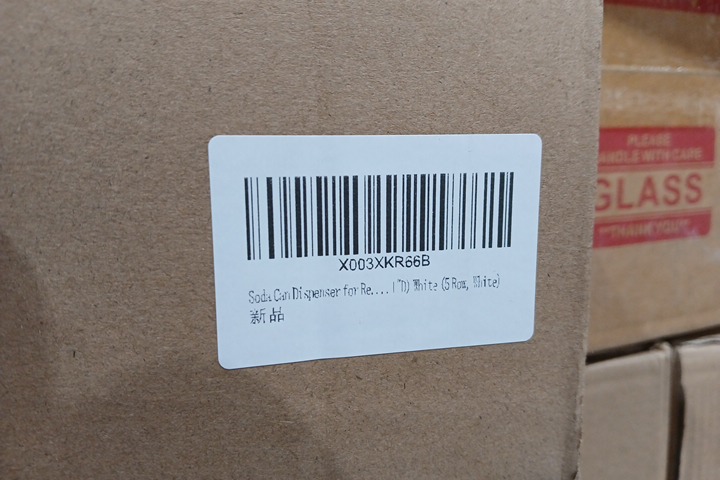 X003XKR66B
Soda Can Dispenser for Re....("D) White (5 Row, White)
新品
PLEASE
HANDLE WITH CARE
GLASS
"THANK YOU"